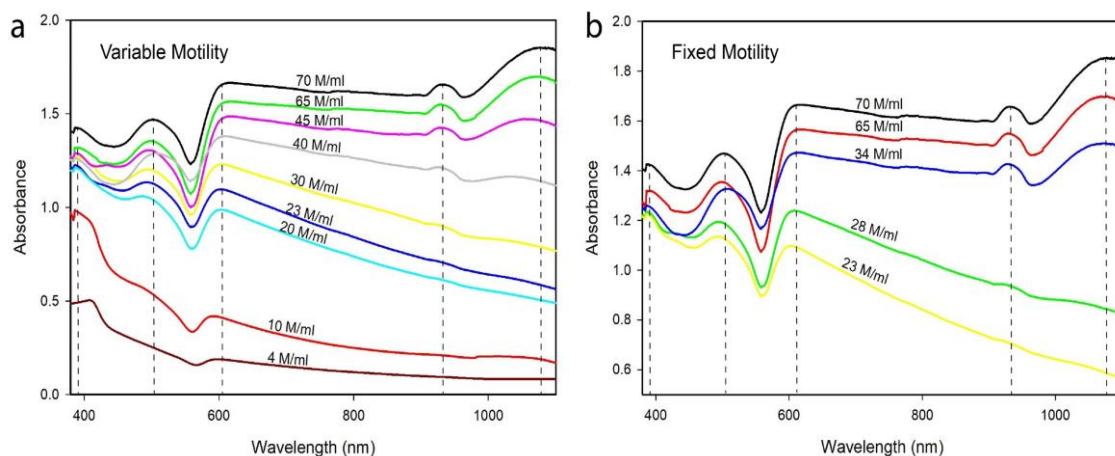 a
Variable Motility
Absorbance
2.0
1.5
1.0
0.5
0.0
70 M/ml
65 M/ml
45 M/ml
40 M/ml
30 M/ml
23 M/ml
20 M/ml
10 M/ml
4 M/ml
400 600 800 1000
Wavelength (nm)
b
Fixed Motility
Absorbance
2.0
1.8
1.6
1.4
1.2
1.0
0.8
0.6
70 M/ml
65 M/ml
34 M/ml
28 M/ml
23 M/ml
400 600 800 1000
Wavelength (nm)